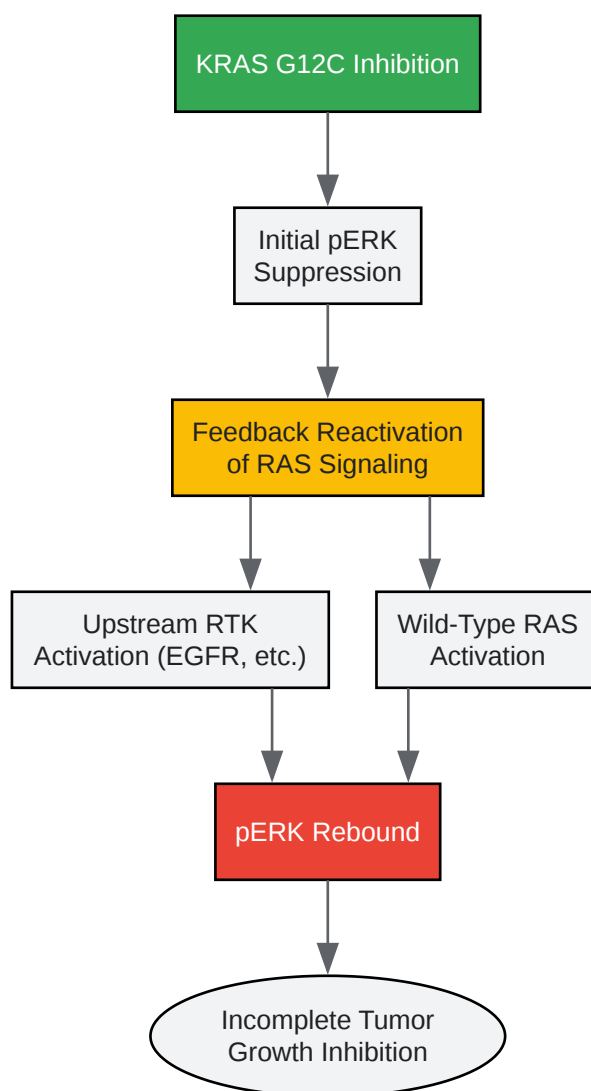 KRAS G12C Inhibition
Initial pERK
Suppression
Feedback Reactivation
of RAS Signaling
Upstream RTK
Activation (EGFR, etc.)
Wild-Type RAS
Activation
pERK Rebound
Incomplete Tumor
Growth Inhibition